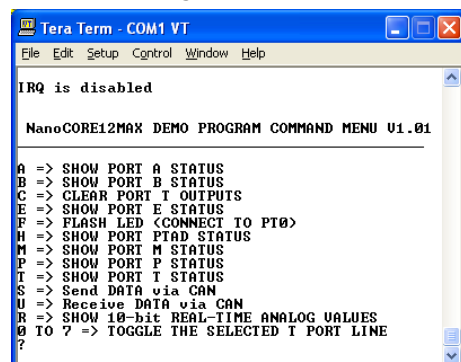 Tera Term - COM1 VT
File Edit Setup Control Window Help
IRQ is disabled
NanoCORE12MAX DEMO PROGRAM COMMAND MENU V1.01
A => SHOW PORT A STATUS
B => SHOW PORT B STATUS
C => CLEAR PORT T OUTPUTS
E => SHOW PORT E STATUS
F => FLASH LED (CONNECT TO PT0)
H => SHOW PORT PTAD STATUS
M => SHOW PORT M STATUS
P => SHOW PORT P STATUS
T => SHOW PORT T STATUS
S => Send DATA via CAN
U => Receive DATA via CAN
R => SHOW 10-bit REAL-TIME ANALOG VALUES
0 TO 7 => TOGGLE THE SELECTED T PORT LINE
?